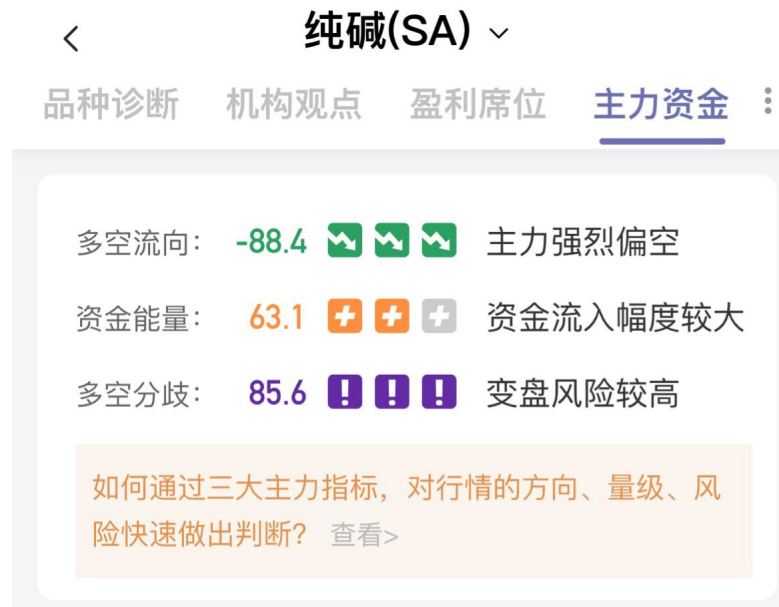 纯碱(SA)
品种诊断 机构观点 盈利席位 主力资金
多空流向: -88.4 主力强烈偏空
资金能量: 63.1 资金流入幅度较大
多空分歧: 85.6 变盘风险较高
如何通过三大主力指标，对行情的方向、量级、风
险快速做出判断? 查看>